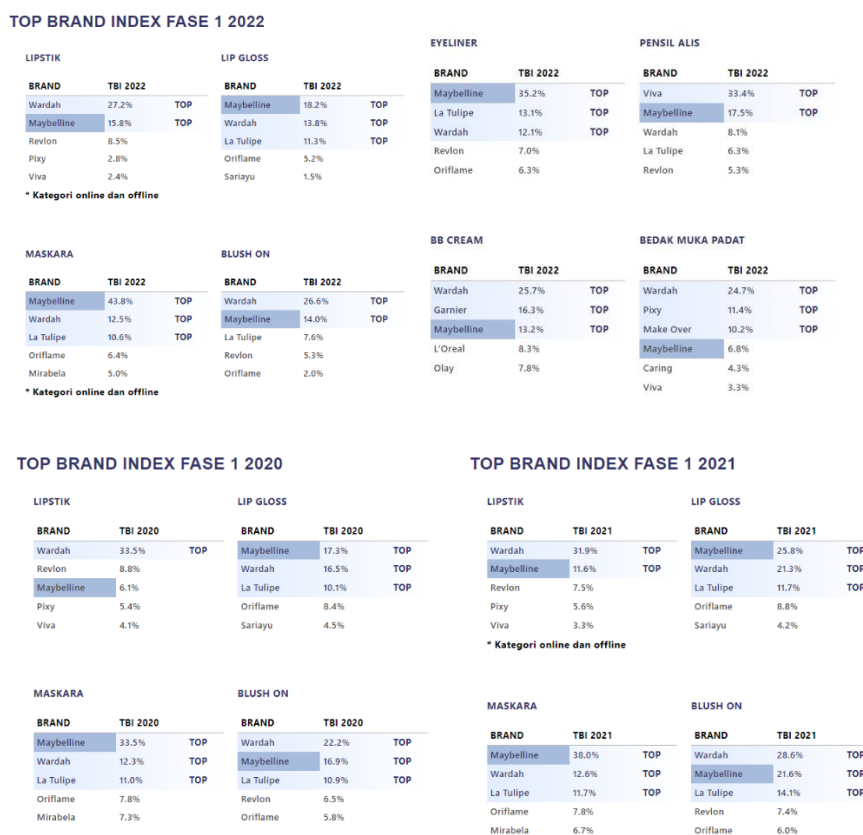 TOP BRAND INDEX FASE 1 2022
LIPSTIK
BRAND TBI 2022
Wardah 27.2% TOP
Maybelline 15.8% TOP
Revlon 8.5%
Pixy 2.8%
Viva 2.4%
* Kategori online dan offline
LIP GLOSS
BRAND TBI 2022
Maybelline 18.2% TOP
Wardah 13.8% TOP
La Tulipe 11.3% TOP
Oriflame 5.2%
Sariayu 1.5%
EYELINER
BRAND TBI 2022
Maybelline 35.2% TOP
La Tulipe 13.1% TOP
Wardah 12.1% TOP
Revlon 7.0%
Oriflame 6.3%
PENSIL ALIS
BRAND TBI 2022
Viva 33.4% TOP
Maybelline 17.5% TOP
Wardah 8.1%
La Tulipe 6.3%
Revlon 5.3%
MASKARA
BRAND TBI 2022
Maybelline 43.8% TOP
Wardah 12.5% TOP
La Tulipe 10.6% TOP
Oriflame 6.4%
Mirabela 5.0%
* Kategori online dan offline
BLUSH ON
BRAND TBI 2022
Wardah 26.6% TOP
Maybelline 14.0% TOP
La Tulipe 7.6%
Revlon 5.3%
Oriflame 2.0%
BB CREAM
BRAND TBI 2022
Wardah 25.7% TOP
Garnier 16.3% TOP
Maybelline 13.2% TOP
L'Oreal 8.3%
Olay 7.8%
BEDAK MUKA PADAT
BRAND TBI 2022
Wardah 24.7% TOP
Pixy 11.4% TOP
Make Over 10.2% TOP
Maybelline 6.8%
Caring 4.3%
Viva 3.3%
TOP BRAND INDEX FASE 1 2020
LIPSTIK
BRAND TBI 2020
Wardah 33.5% TOP
Revlon 8.8%
Maybelline 6.1%
Pixy 5.4%
Viva 4.1%
LIP GLOSS
BRAND TBI 2020
Maybelline 17.3% TOP
Wardah 16.5% TOP
La Tulipe 10.1% TOP
Oriflame 8.4%
Sariayu 4.5%
MASKARA
BRAND TBI 2020
Maybelline 33.5% TOP
Wardah 12.3% TOP
La Tulipe 11.0% TOP
Oriflame 7.8%
Mirabela 7.3%
BLUSH ON
BRAND TBI 2020
Wardah 22.2% TOP
Maybelline 16.9% TOP
La Tulipe 10.9% TOP
Revlon 6.5%
Oriflame 5.8%
TOP BRAND INDEX FASE 1 2021
LIPSTIK
BRAND TBI 2021
Wardah 31.9% TOP
Maybelline 11.6% TOP
Revlon 7.5%
Pixy 5.6%
Viva 3.3%
* Kategori online dan offline
LIP GLOSS
BRAND TBI 2021
Maybelline 25.8% TOP
Wardah 21.3% TOP
La Tulipe 11.7% TOP
Oriflame 8.8%
Sariayu 4.2%
MASKARA
BRAND TBI 2021
Maybelline 38.0% TOP
Wardah 12.6% TOP
La Tulipe 11.7% TOP
Oriflame 7.8%
Mirabela 6.7%
BLUSH ON
BRAND TBI 2021
Wardah 28.6% TOP
Maybelline 21.6% TOP
La Tulipe 14.1% TOP
Revlon 7.4%
Oriflame 6.0%